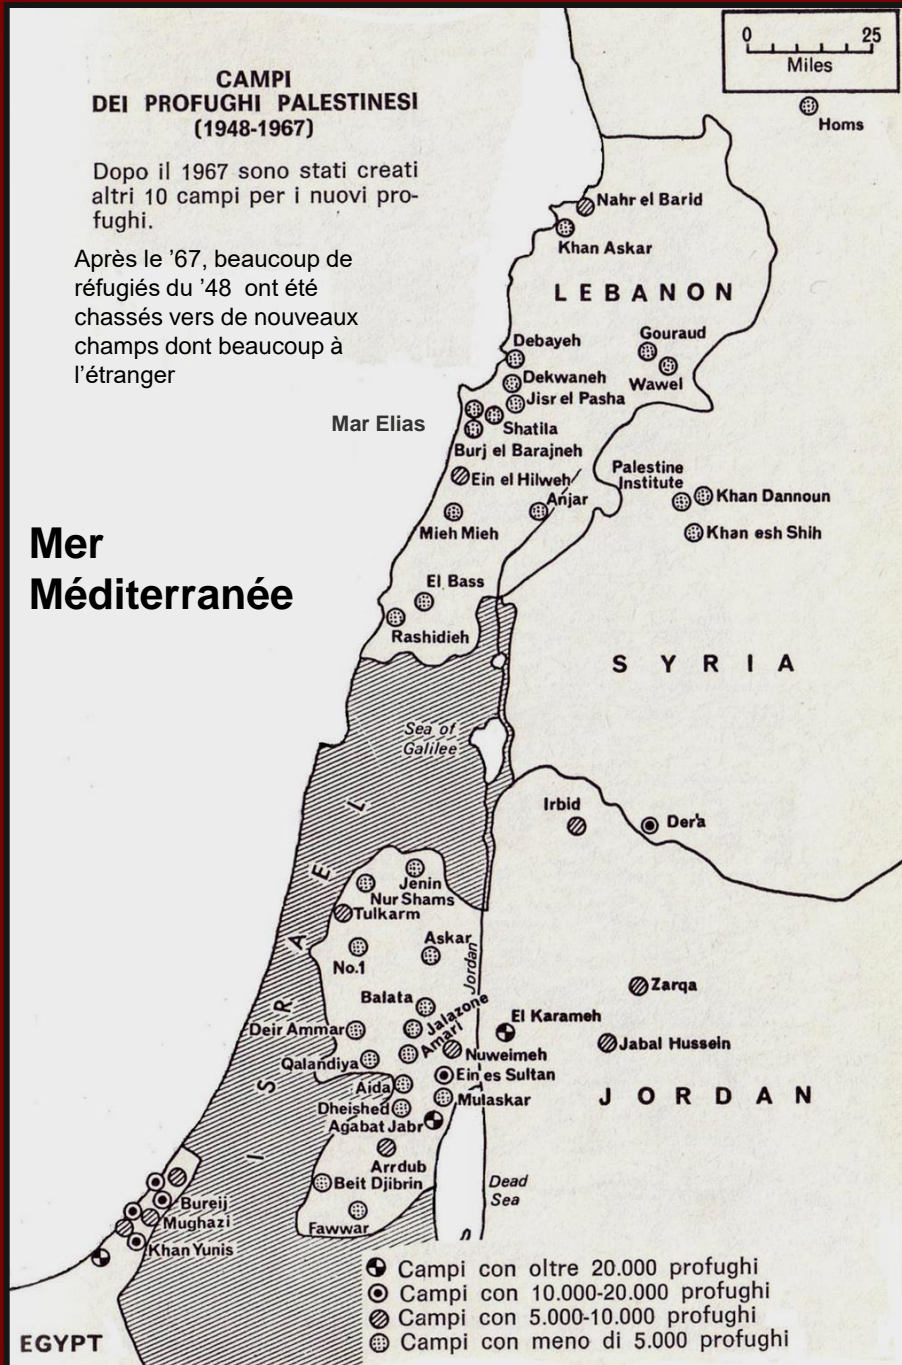 CAMPI
DEI PROFUGHI PALESTINESI
(1948-1967)
Dopo il 1967 sono stati creati
altri 10 campi per i nuovi pro-
fughi.
Après le ’67, beaucoup de
réfugiés du ’48 ont été
chassés vers de nouveaux
champs dont beaucoup à
l’étranger
0 25
Miles
Homs
Nahr el Barid
Khan Askar
LEBANON
Debayeh
Gouraud
Dekwaneh
Wawel
Jisr el Pasha
Mar Elias
Shatila
Burj el Barajneh
Ein el Hilweh
Palestine
Institute
Khan Dannoun
Anjar
Mieh Mieh
Khan esh Shih
Mer
Méditerranée
El Bass
Rashidieh
SYRIA
Sea of
Galilee
Irbid
Der'a
ISRAEL
Jenin
Nur Shams
Tulkarm
Askar
No.1
Jordan
Balata
Zarqa
Jalazone
El Karameh
Deir Ammar
Amari
Jabal Hussein
Nuweimeh
Qalandiya
Ein es Sultan
Aida
Mulaskar
JORDAN
Dheished
Agabat Jabr
Arrdub
Beit Djibrin
Dead
Sea
Fawwar
Bureij
Mughazi
Khan Yunis
EGYPT
Campi con oltre 20.000 profughi
Campi con 10.000-20.000 profughi
Campi con 5.000-10.000 profughi
Campi con meno di 5.000 profughi